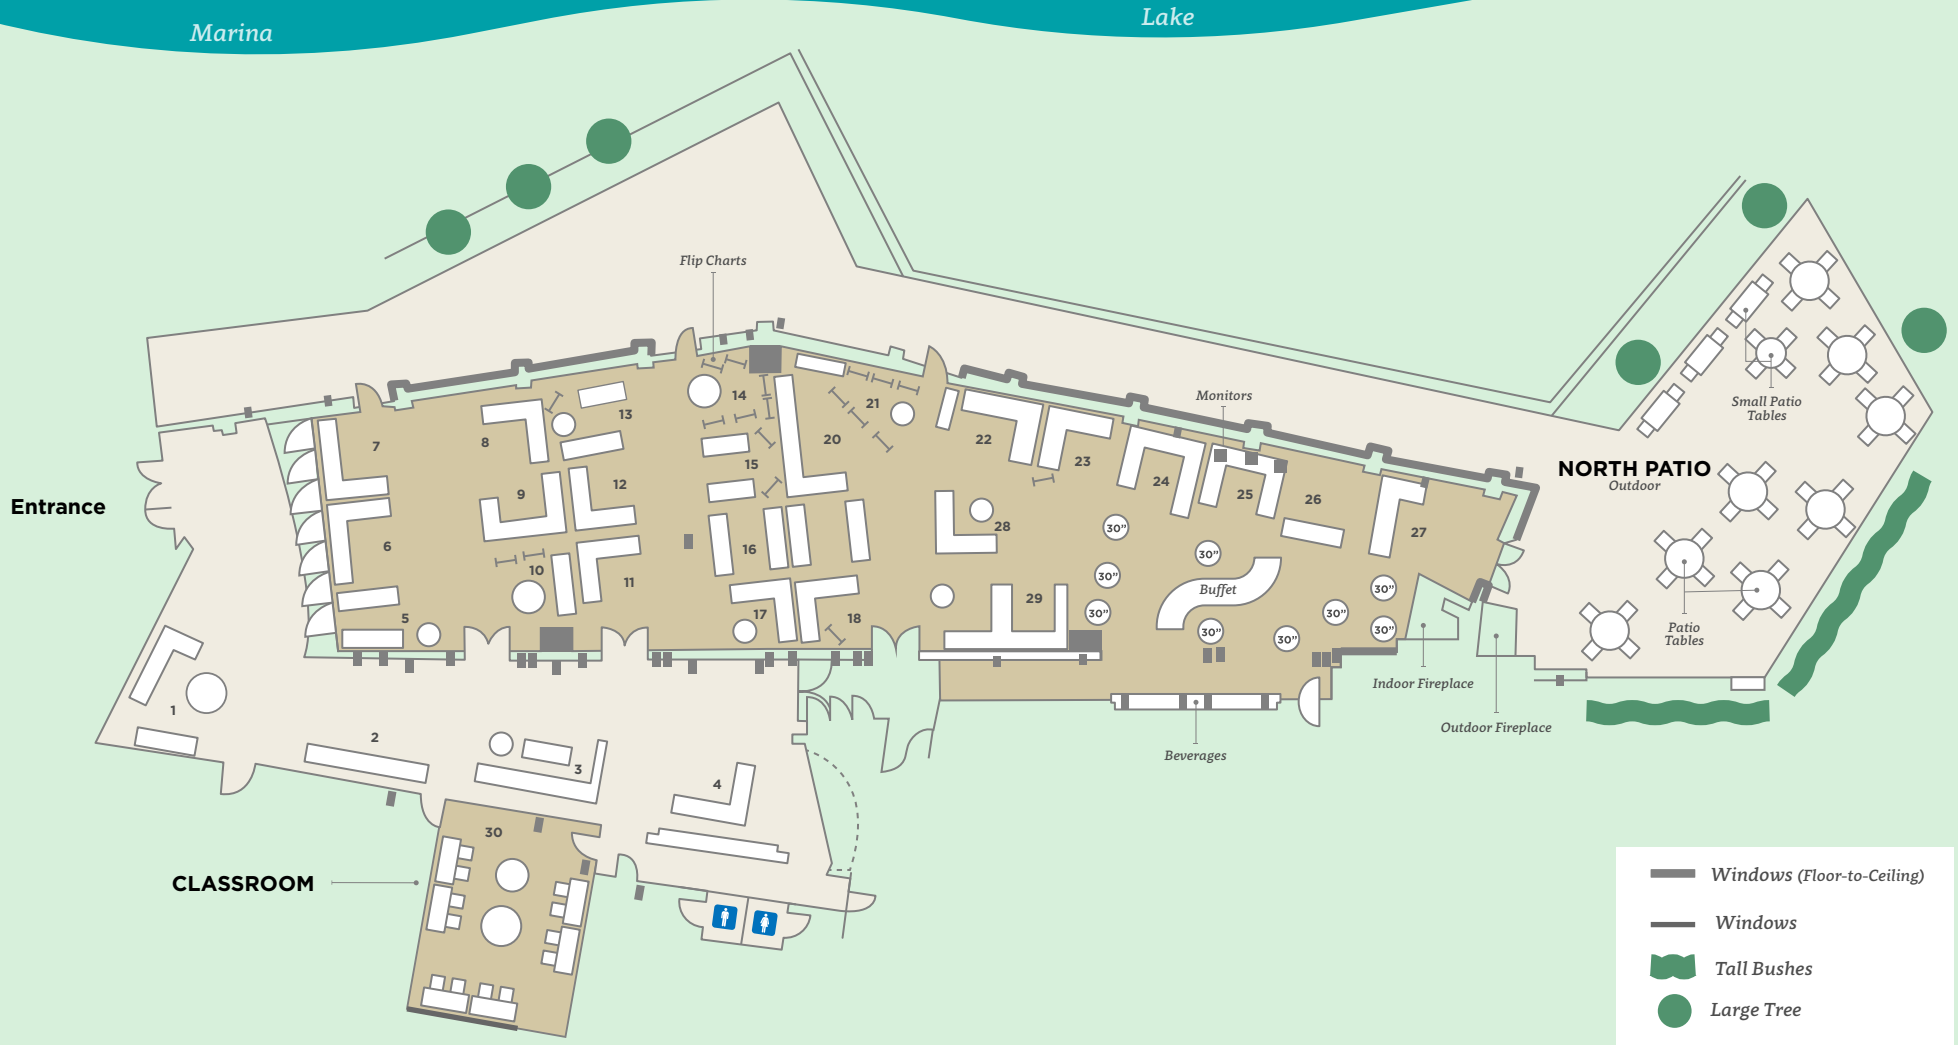 Marina
Lake
Flip Charts
Monitors
Small Patio
Tables
NORTH PATIO
Outdoor
Entrance
14
13
21
20
7
8
22
23
15
24
25
26
27
9
12
28
6
16
10
11
Buffet
29
5
17
18
30”
30”
30”
30”
30”
30”
30”
30”
30”
Patio
Tables
Indoor Fireplace
Outdoor Fireplace
Beverages
1
2
3
4
30
CLASSROOM
Windows (Floor-to-Ceiling)
Windows
Tall Bushes
Large Tree